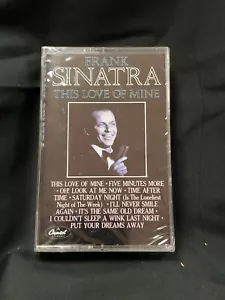 FRANK
SINATRA
THIS LOVE OF MINE
THIS LOVE OF MINE • FIVE MINUTES MORE
• OH! LOOK AT ME NOW • TIME AFTER
TIME • SATURDAY NIGHT (Is The Loneliest
Night of The Week) • I'LL NEVER SMILE
AGAIN • IT'S THE SAME OLD DREAM •
I COULDN'T SLEEP A WINK LAST NIGHT •
PUT YOUR DREAMS AWAY
Capitol